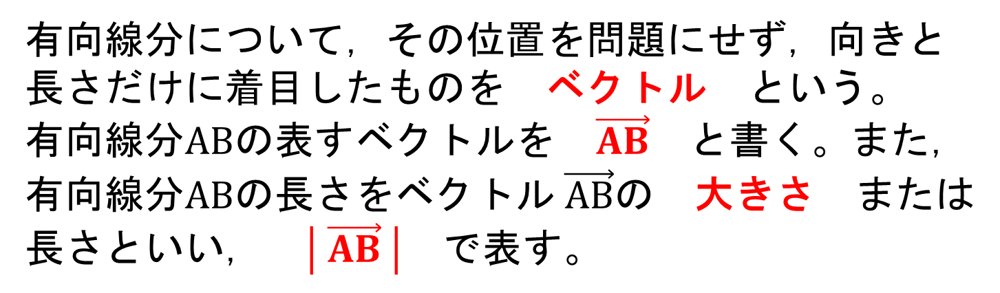 有向線分について,その位置を問題にせず,向きと
長さだけに着目したものを　ベクトル　という。
有向線分ABの表すベクトルを　$\overrightarrow{\mathrm{AB}}$　と書く。また,
有向線分ABの長さをベクトル$\overrightarrow{\mathrm{AB}}$の　大きさ　または
長さといい,　$|\overrightarrow{\mathrm{AB}}|$　で表す。